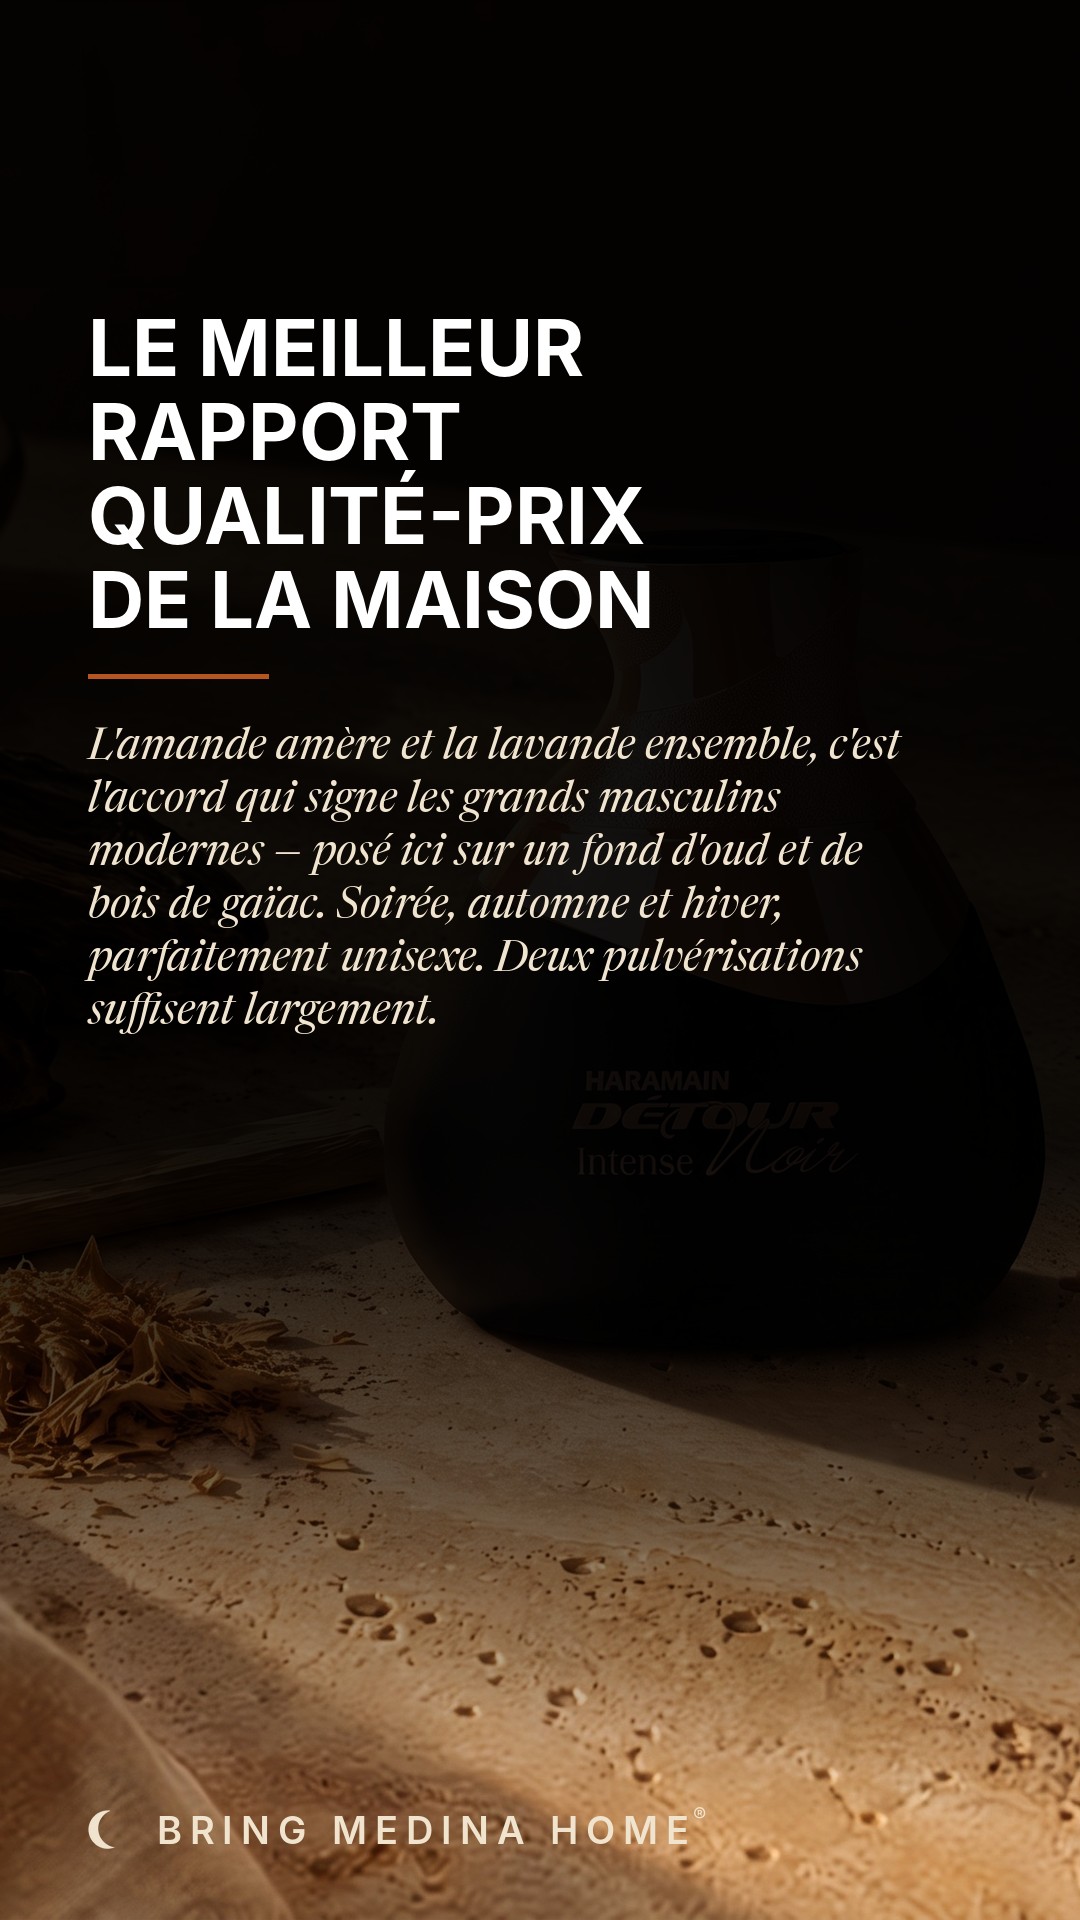 LE MEILLEUR
RAPPORT
QUALITÉ-PRIX
DE LA MAISON
L'amande amère et la lavande ensemble, c'est
l'accord qui signe les grands masculins
modernes – posé ici sur un fond d'oud et de
bois de gaïac. Soirée, automne et hiver,
parfaitement unisexe. Deux pulvérisations
suffisent largement.
HARAMAIN
DÉTOUR
Intense Noir
BRING MEDINA HOME®